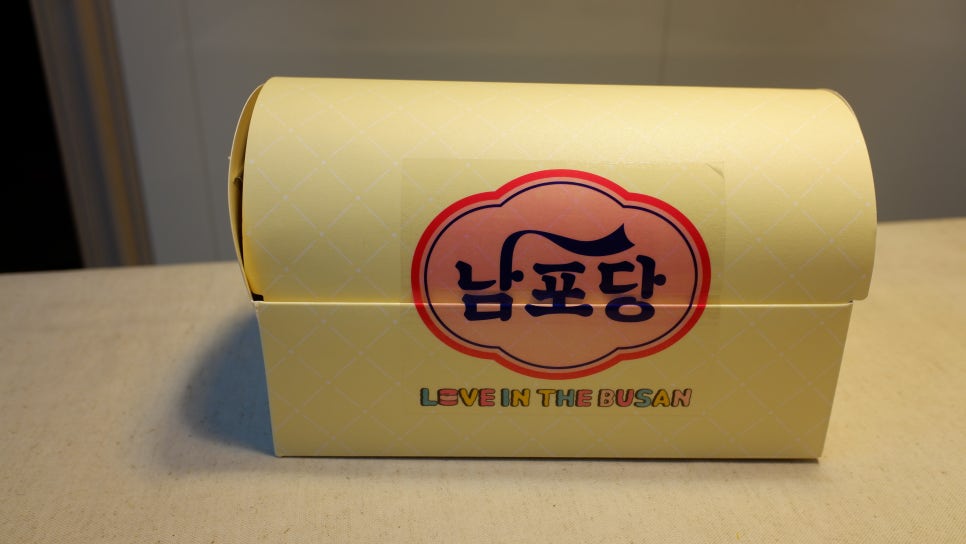 남포당
LOVE IN THE BUSAN